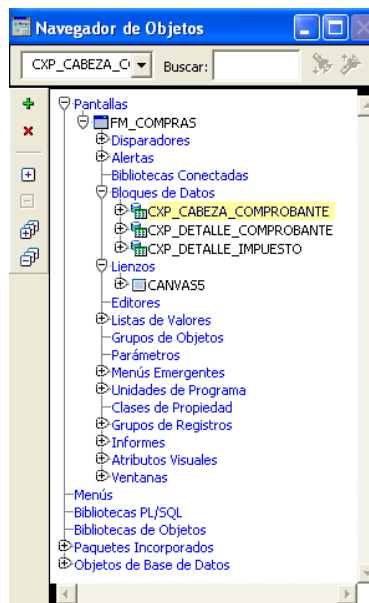 Navegador de Objetos
CXP_CABEZA_C
Buscar:
Pantallas
FM_COMPRAS
Disparadores
Alertas
Bibliotecas Conectadas
Bloques de Datos
CXP_CABEZA_COMPROBANTE
CXP_DETALLE_COMPROBANTE
CXP_DETALLE_IMPUESTO
Lienzos
CANVAS5
Editores
Listas de Valores
Grupos de Objetos
Parámetros
Menús Emergentes
Unidades de Programa
Clases de Propiedad
Grupos de Registros
Informes
Atributos Visuales
Ventanas
Menús
Bibliotecas PL/SQL
Bibliotecas de Objetos
Paquetes Incorporados
Objetos de Base de Datos